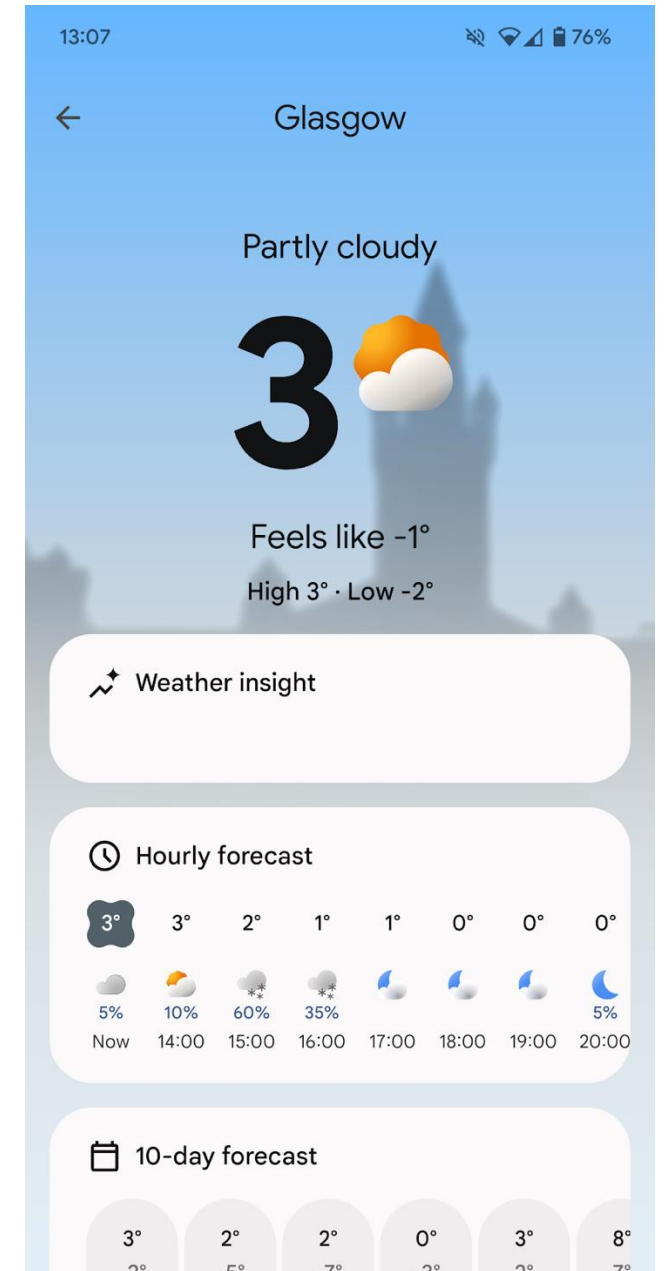 13:07 76%
Glasgow
Partly cloudy
3
Feels like -1°
High 3° · Low -2°
Weather insight
Hourly forecast
3° 3° 2° 1° 1° 0° 0° 0°
5% 10% 60% 35% 5%
Now 14:00 15:00 16:00 17:00 18:00 19:00 20:00
10-day forecast
3° 2° 2° 0° 3° 8°